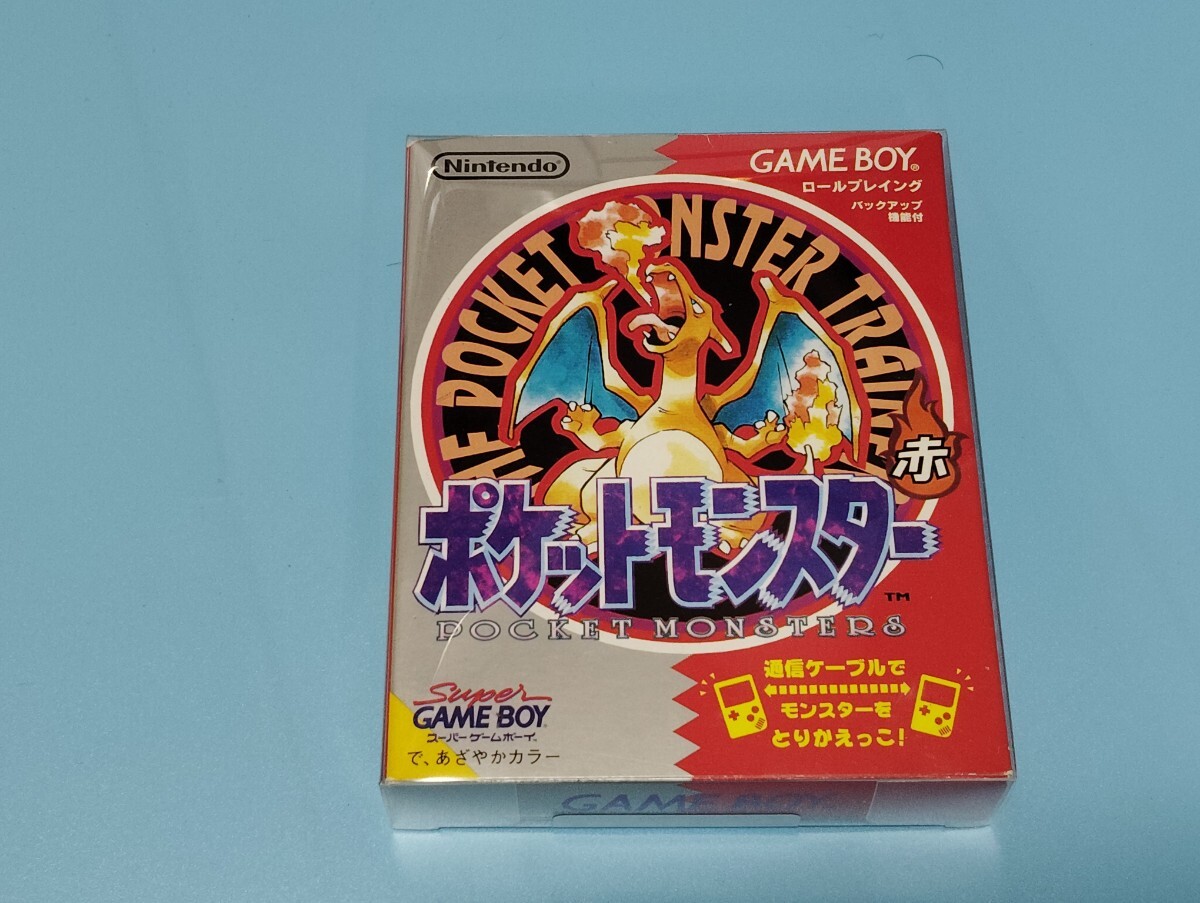 Nintendo®
GAME BOY®
ロールプレイング
バックアップ
機能付
THE POCKET MONSTER TRAINER
赤
ポケットモンスター
TM
POCKET MONSTERS
通信ケーブルで
モンスターを
とりかえっこ!
Super
GAME BOY
スーパーゲームボーイ
で、あざやかカラー
GAME BOY